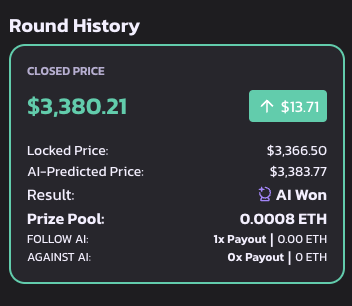 Round History
CLOSED PRICE
$3,380.21 ↑ $13.71
Locked Price: $3,366.50
AI-Predicted Price: $3,383.77
Result: AI Won
Prize Pool: 0.0008 ETH
FOLLOW AI: 1x Payout | 0.00 ETH
AGAINST AI: 0x Payout | 0 ETH